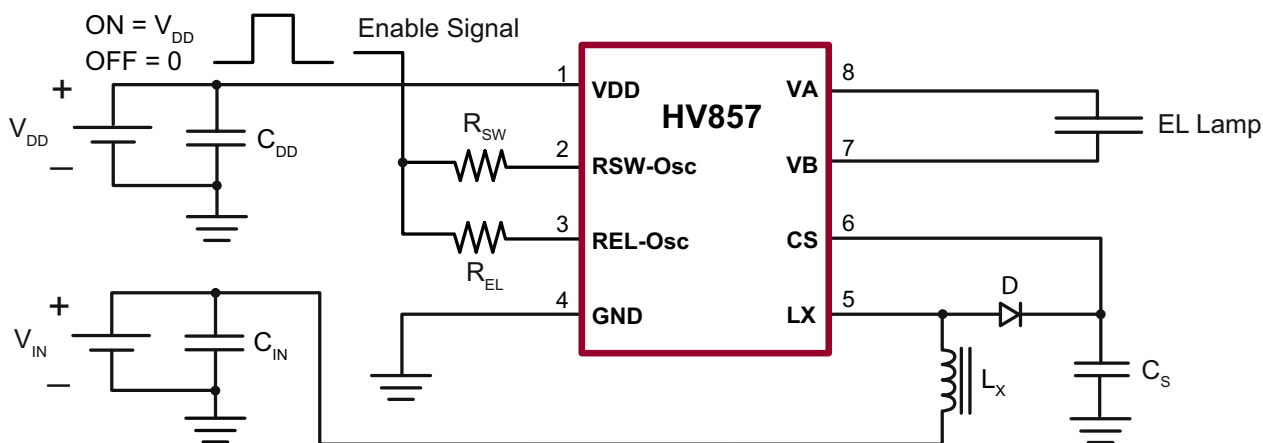 ON = VDD
OFF = 0
Enable Signal
+
VDD
–
CDD
RSW
REL
1
2
3
4
VDD
RSW-Osc
REL-Osc
GND
HV857
VA
VB
CS
LX
8
7
6
5
EL Lamp
D
LX
CS
+
VIN
–
CIN